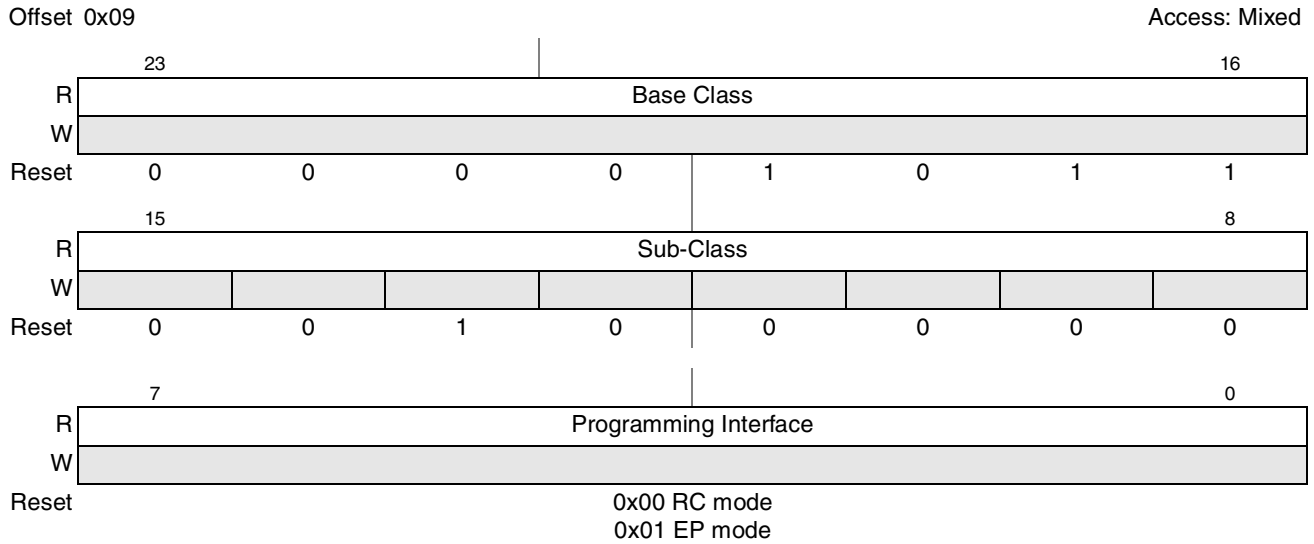 Offset 0x09 Access: Mixed
23 16
R Base Class
W
Reset 0 0 0 0 1 0 1 1
15 8
R Sub-Class
W
Reset 0 0 1 0 0 0 0 0
7 0
R Programming Interface
W
Reset 0x00 RC mode
0x01 EP mode